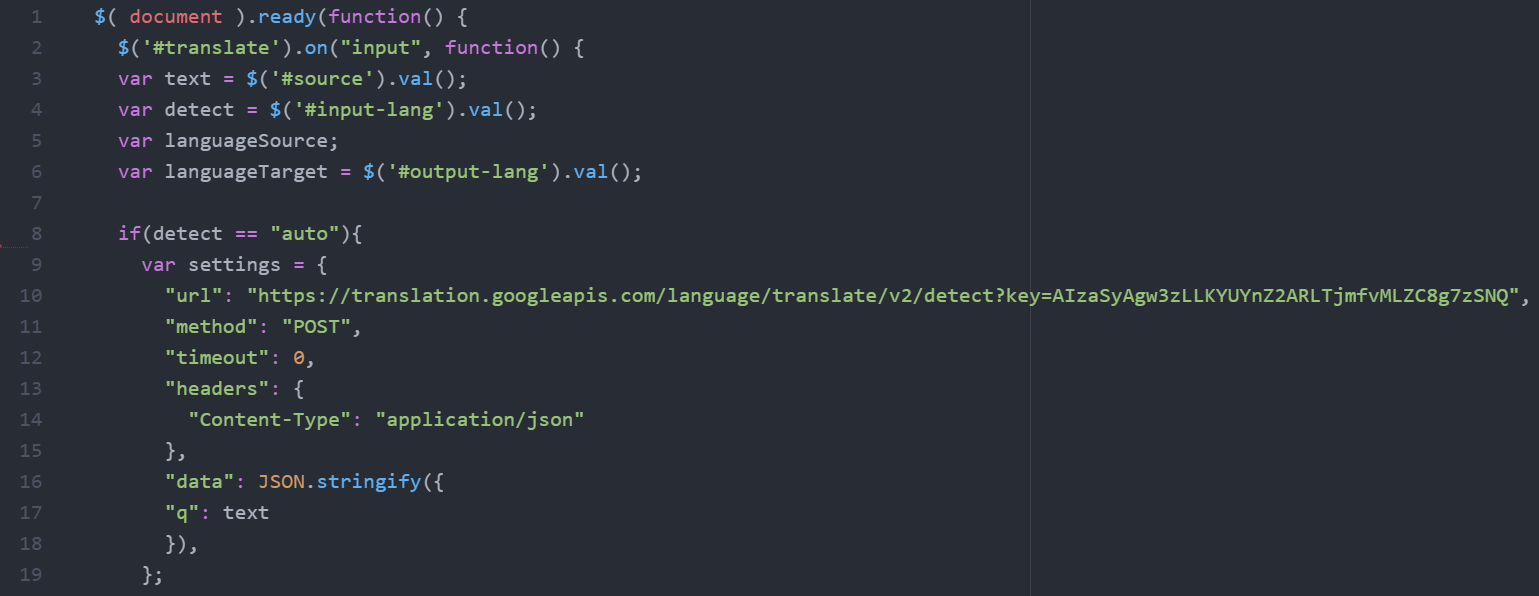 1 $( document ).ready(function() {
2 $('#translate').on("input", function() {
3 var text = $('#source').val();
4 var detect = $('#input-lang').val();
5 var languageSource;
6 var languageTarget = $('#output-lang').val();
7
8 if(detect == "auto"){
9 var settings = {
10 "url": "https://translation.googleapis.com/language/translate/v2/detect?key=AIzaSyAgw3zLLKYUYnZ2ARLTjmfvMLZC8g7zSNQ",
11 "method": "POST",
12 "timeout": 0,
13 "headers": {
14 "Content-Type": "application/json"
15 },
16 "data": JSON.stringify({
17 "q": text
18 }),
19 };